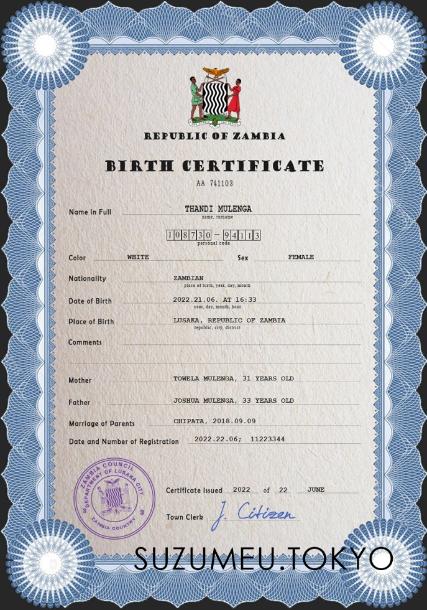 REPUBLIC OF ZAMBIA
BIRTH CERTIFICATE
AA 741103
Name in Full THANDI MULENGA
name, surname
108730-94113
personal code
Color WHITE Sex FEMALE
Nationality ZAMBIAN
place of birth, year, day, month
Date of Birth 2022.21.06. AT 16:33
year, day, month, hour
Place of Birth LUSAKA, REPUBLIC OF ZAMBIA
republic, city, district
Comments
Mother TOWELA MULENGA, 31 YEARS OLD
Father JOSHUA MULENGA, 33 YEARS OLD
Marriage of Parents CHIPATA, 2018.09.09
Date and Number of Registration 2022.22.06; 11223344
ZAMBIA COUNCIL
DEPARTMENT OF LUSAKA CITY
ZAMBIA COUNTRY
Certificate Issued 2022 of 22 JUNE
Town Clerk J. Citizen
SUZUMEU.TOKYO